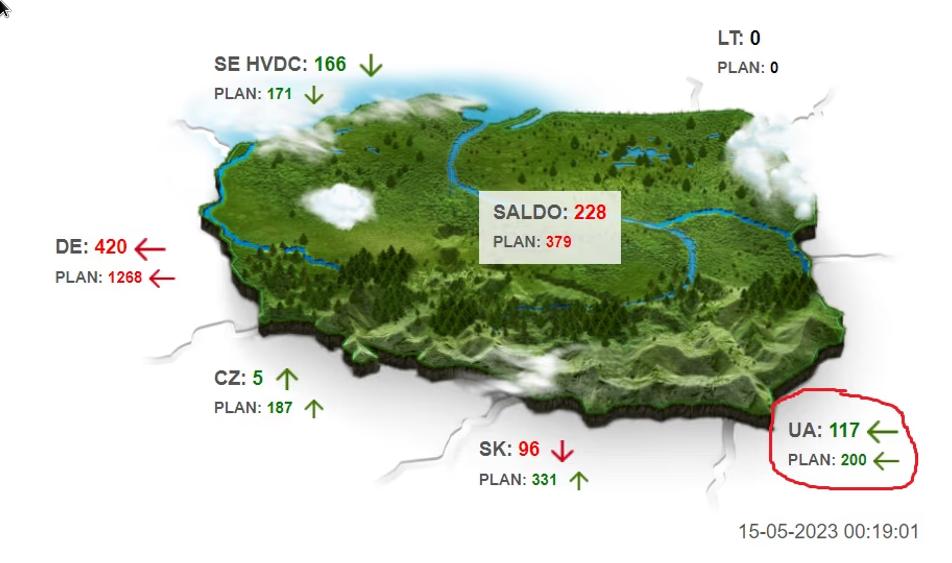 LT: 0
PLAN: 0
SE HVDC: 166 ↓
PLAN: 171 ↓
SALDO: 228
PLAN: 379
DE: 420 ←
PLAN: 1268 ←
CZ: 5 ↑
PLAN: 187 ↑
UA: 117 ←
PLAN: 200 ←
SK: 96 ↓
PLAN: 331 ↑
15-05-2023 00:19:01